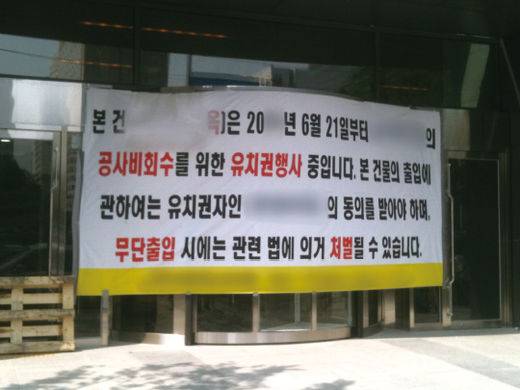 본 건 )은 20 년 6월 21일부터 의
공사비회수를 위한 유치권행사 중입니다. 본 건물의 출입에
관하여는 유치권자인 의 동의를 받아야 하며,
무단출입 시에는 관련 법에 의거 처벌될 수 있습니다.